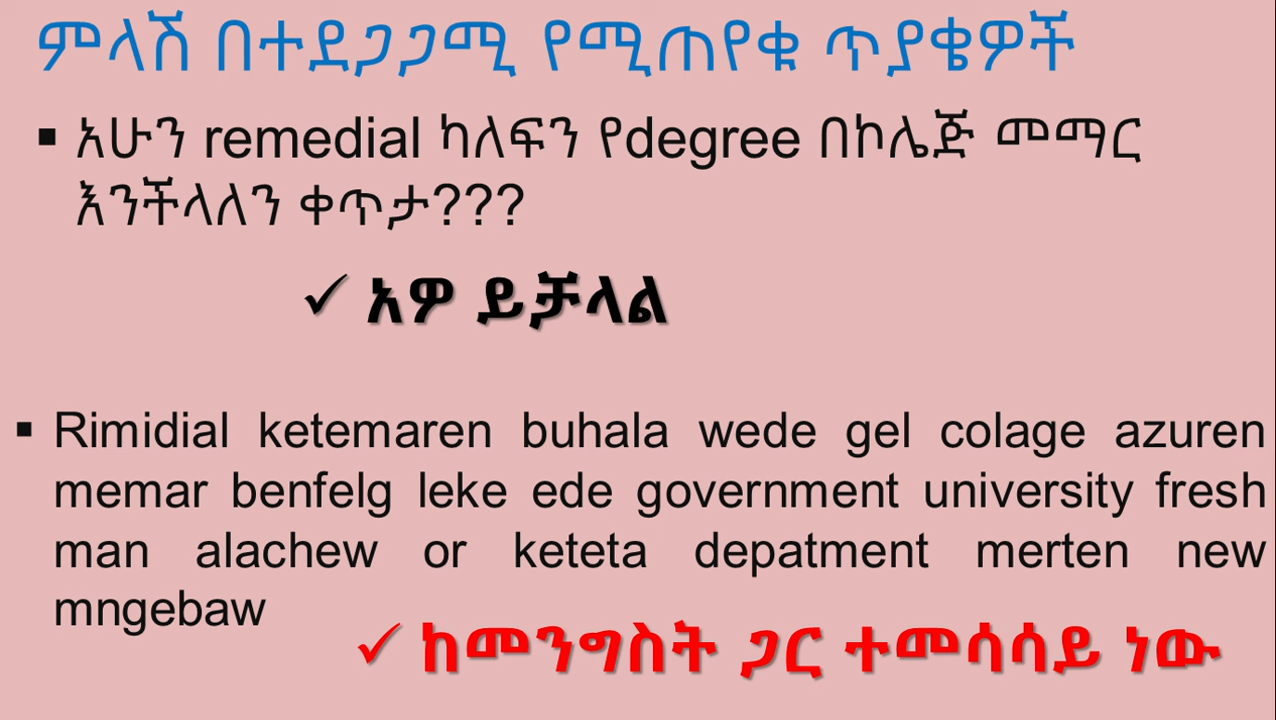 ምላሽ በተደጋጋሚ የሚጠየቁ ጥያቄዎች
▪ አሁን remedial ካለፍን የdegree በኮሌጅ መማር
እንችላለን ቀጥታ???
✓ አዎ ይቻላል
▪ Rimidial ketemaren buhala wede gel colage azuren
memar benfelg leke ede government university fresh
man alachew or keteta depatment merten new
mngebaw
✓ ከመንግስት ጋር ተመሳሳይ ነው